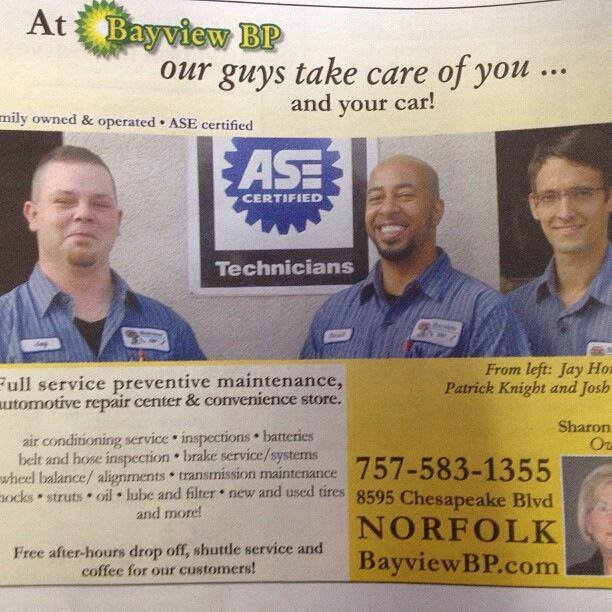 At Bayview BP
our guys take care of you ...
and your car!
mily owned & operated • ASE certified
ASE
CERTIFIED
Technicians
Full service preventive maintenance,
automotive repair center & convenience store.
air conditioning service • inspections • batteries
belt and hose inspection • brake service/systems
wheel balance/ alignments • transmission maintenance
hocks • struts • oil • lube and filter • new and used tires
and more!
Free after-hours drop off, shuttle service and
coffee for our customers!
From left: Jay Ho
Patrick Knight and Josh
Sharon
Ow
757-583-1355
8595 Chesapeake Blvd
NORFOLK
BayviewBP.com